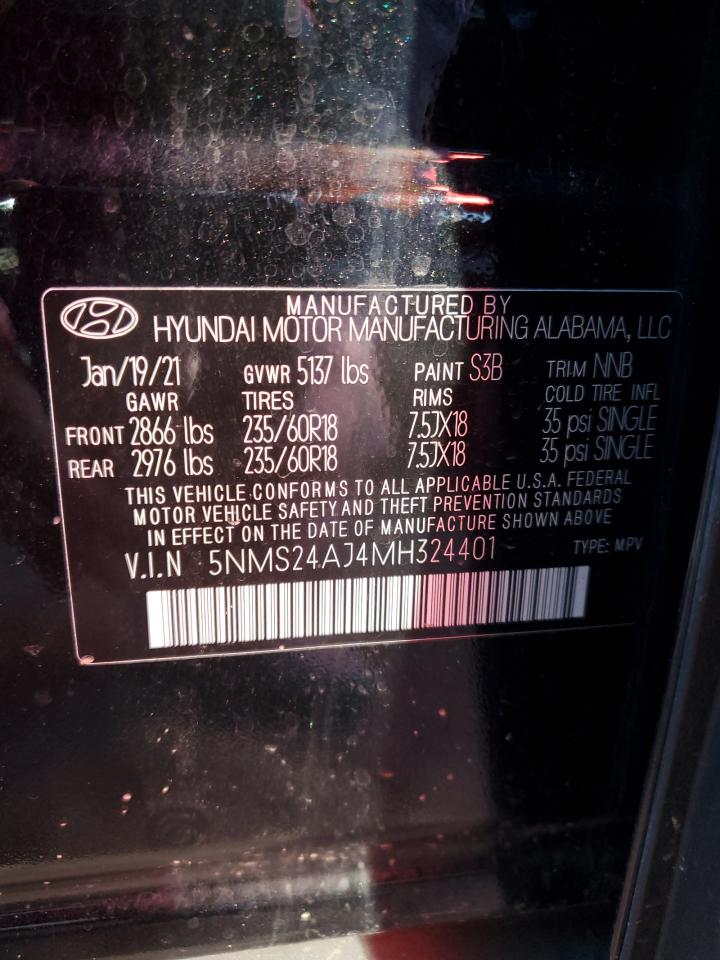 MANUFACTURED BY
HYUNDAI MOTOR MANUFACTURING ALABAMA, LLC
Jan/19/21 GVWR 5137 lbs PAINT S3B TRIM NNB
GAWR TIRES RIMS COLD TIRE INFL
FRONT 2866 lbs 235/60R18 7.5JX18 35 psi SINGLE
REAR 2976 lbs 235/60R18 7.5JX18 35 psi SINGLE
THIS VEHICLE CONFORMS TO ALL APPLICABLE U.S.A. FEDERAL
MOTOR VEHICLE SAFETY AND THEFT PREVENTION STANDARDS
IN EFFECT ON THE DATE OF MANUFACTURE SHOWN ABOVE
V.I.N 5NMS24AJ4MH324401 TYPE: MPV